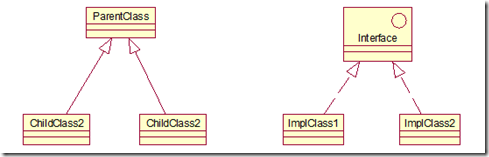 ParentClass
Interface
ChildClass2
ChildClass2
ImplClass1
ImplClass2